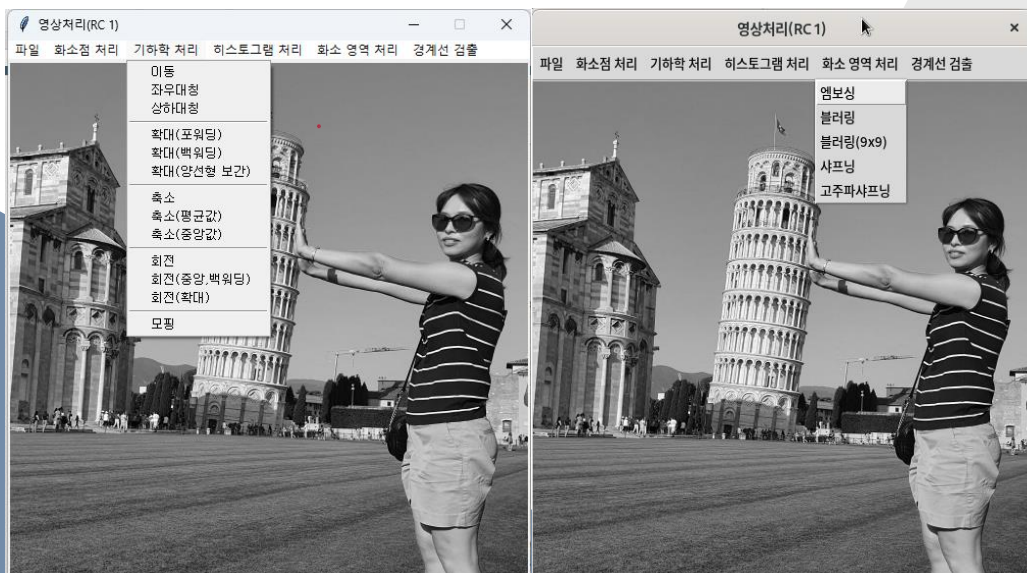 영상처리(RC 1)
파일 화소점 처리 기하학 처리 히스토그램 처리 화소 영역 처리 경계선 검출
이동
좌우대칭
상하대칭
확대(포워딩)
확대(백워딩)
확대(양선형 보간)
축소
축소(평균값)
축소(중앙값)
회전
회전(중앙,백워딩)
회전(확대)
모핑
영상처리(RC 1)
파일 화소점 처리 기하학 처리 히스토그램 처리 화소 영역 처리 경계선 검출
엠보싱
블러링
블러링(9x9)
샤프닝
고주파샤프닝